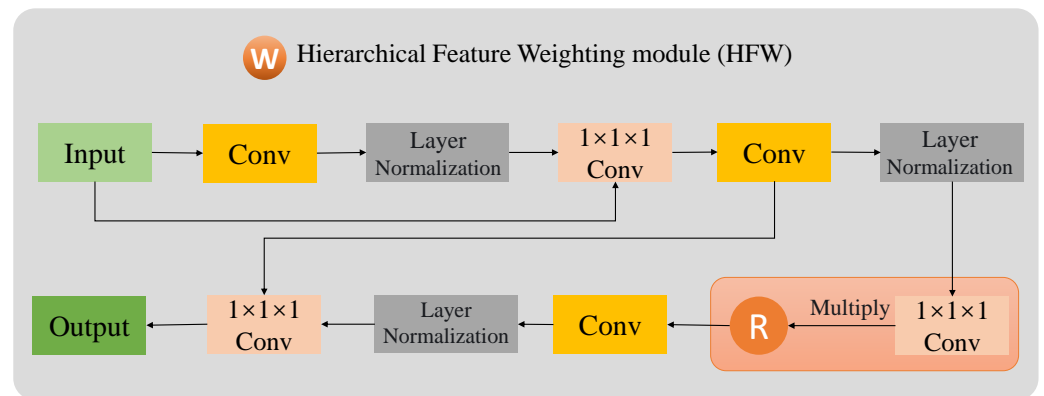 W Hierarchical Feature Weighting module (HFW)
Input
Conv
Layer
Normalization
1×1×1
Conv
Conv
Layer
Normalization
Output
1×1×1
Conv
Layer
Normalization
Conv
R
Multiply
1×1×1
Conv